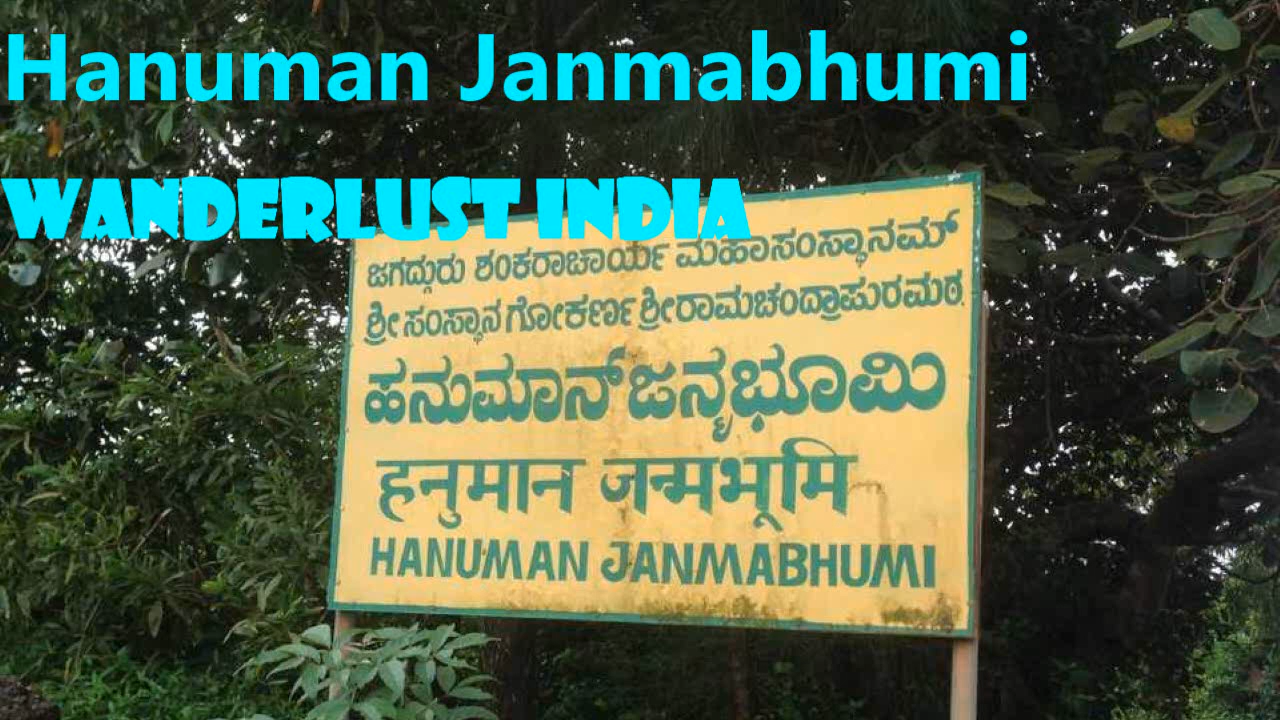 Hanuman Janmabhumi
WANDERLUST INDIA
ಜಗದ್ಗುರು ಶಂಕರಾಚಾರ್ಯ ಮಹಾಸಂಸ್ಥಾನಮ್
ಶ್ರೀ ಸಂಸ್ಥಾನ ಗೋಕರ್ಣ ಶ್ರೀರಾಮಚಂದ್ರಾಪುರಮಠ.
ಹನುಮಾನ್ ಜನ್ಮಭೂಮಿ
हनुमान जन्मभूमि
HANUMAN JANMABHUMI